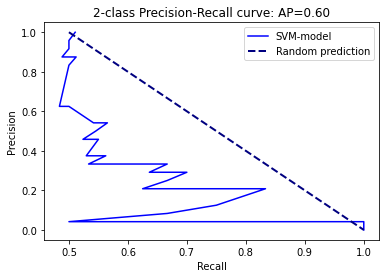 2-class Precision-Recall curve: AP=0.60
SVM-model
Random prediction
Precision
1.0
0.8
0.6
0.4
0.2
0.0
0.5 0.6 0.7 0.8 0.9 1.0
Recall